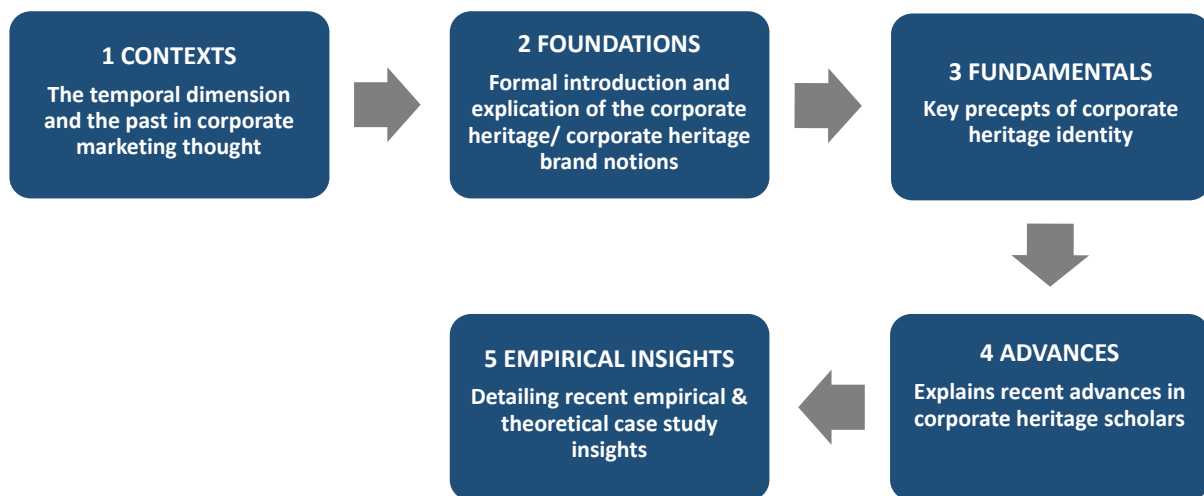 1 CONTEXTS
The temporal dimension
and the past in corporate
marketing thought
2 FOUNDATIONS
Formal introduction and
explication of the corporate
heritage/ corporate heritage
brand notions
3 FUNDAMENTALS
Key precepts of corporate
heritage identity
4 ADVANCES
Explains recent advances in
corporate heritage scholars
5 EMPIRICAL INSIGHTS
Detailing recent empirical &
theoretical case study
insights